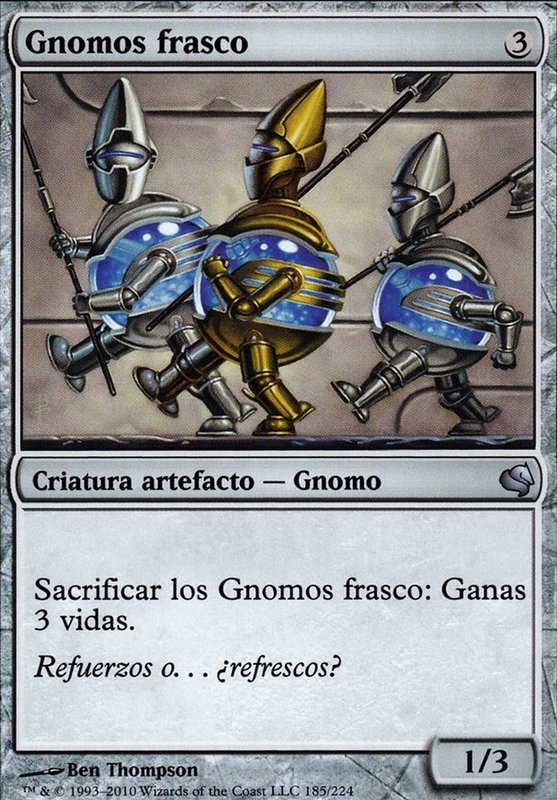 Gnomos frasco 3
Criatura artefacto — Gnomo
Sacrificar los Gnomos frasco: Ganas
3 vidas.
Refuerzos o. . . ¿refrescos?
Ben Thompson
1/3
™ & © 1993–2010 Wizards of the Coast LLC 185/224